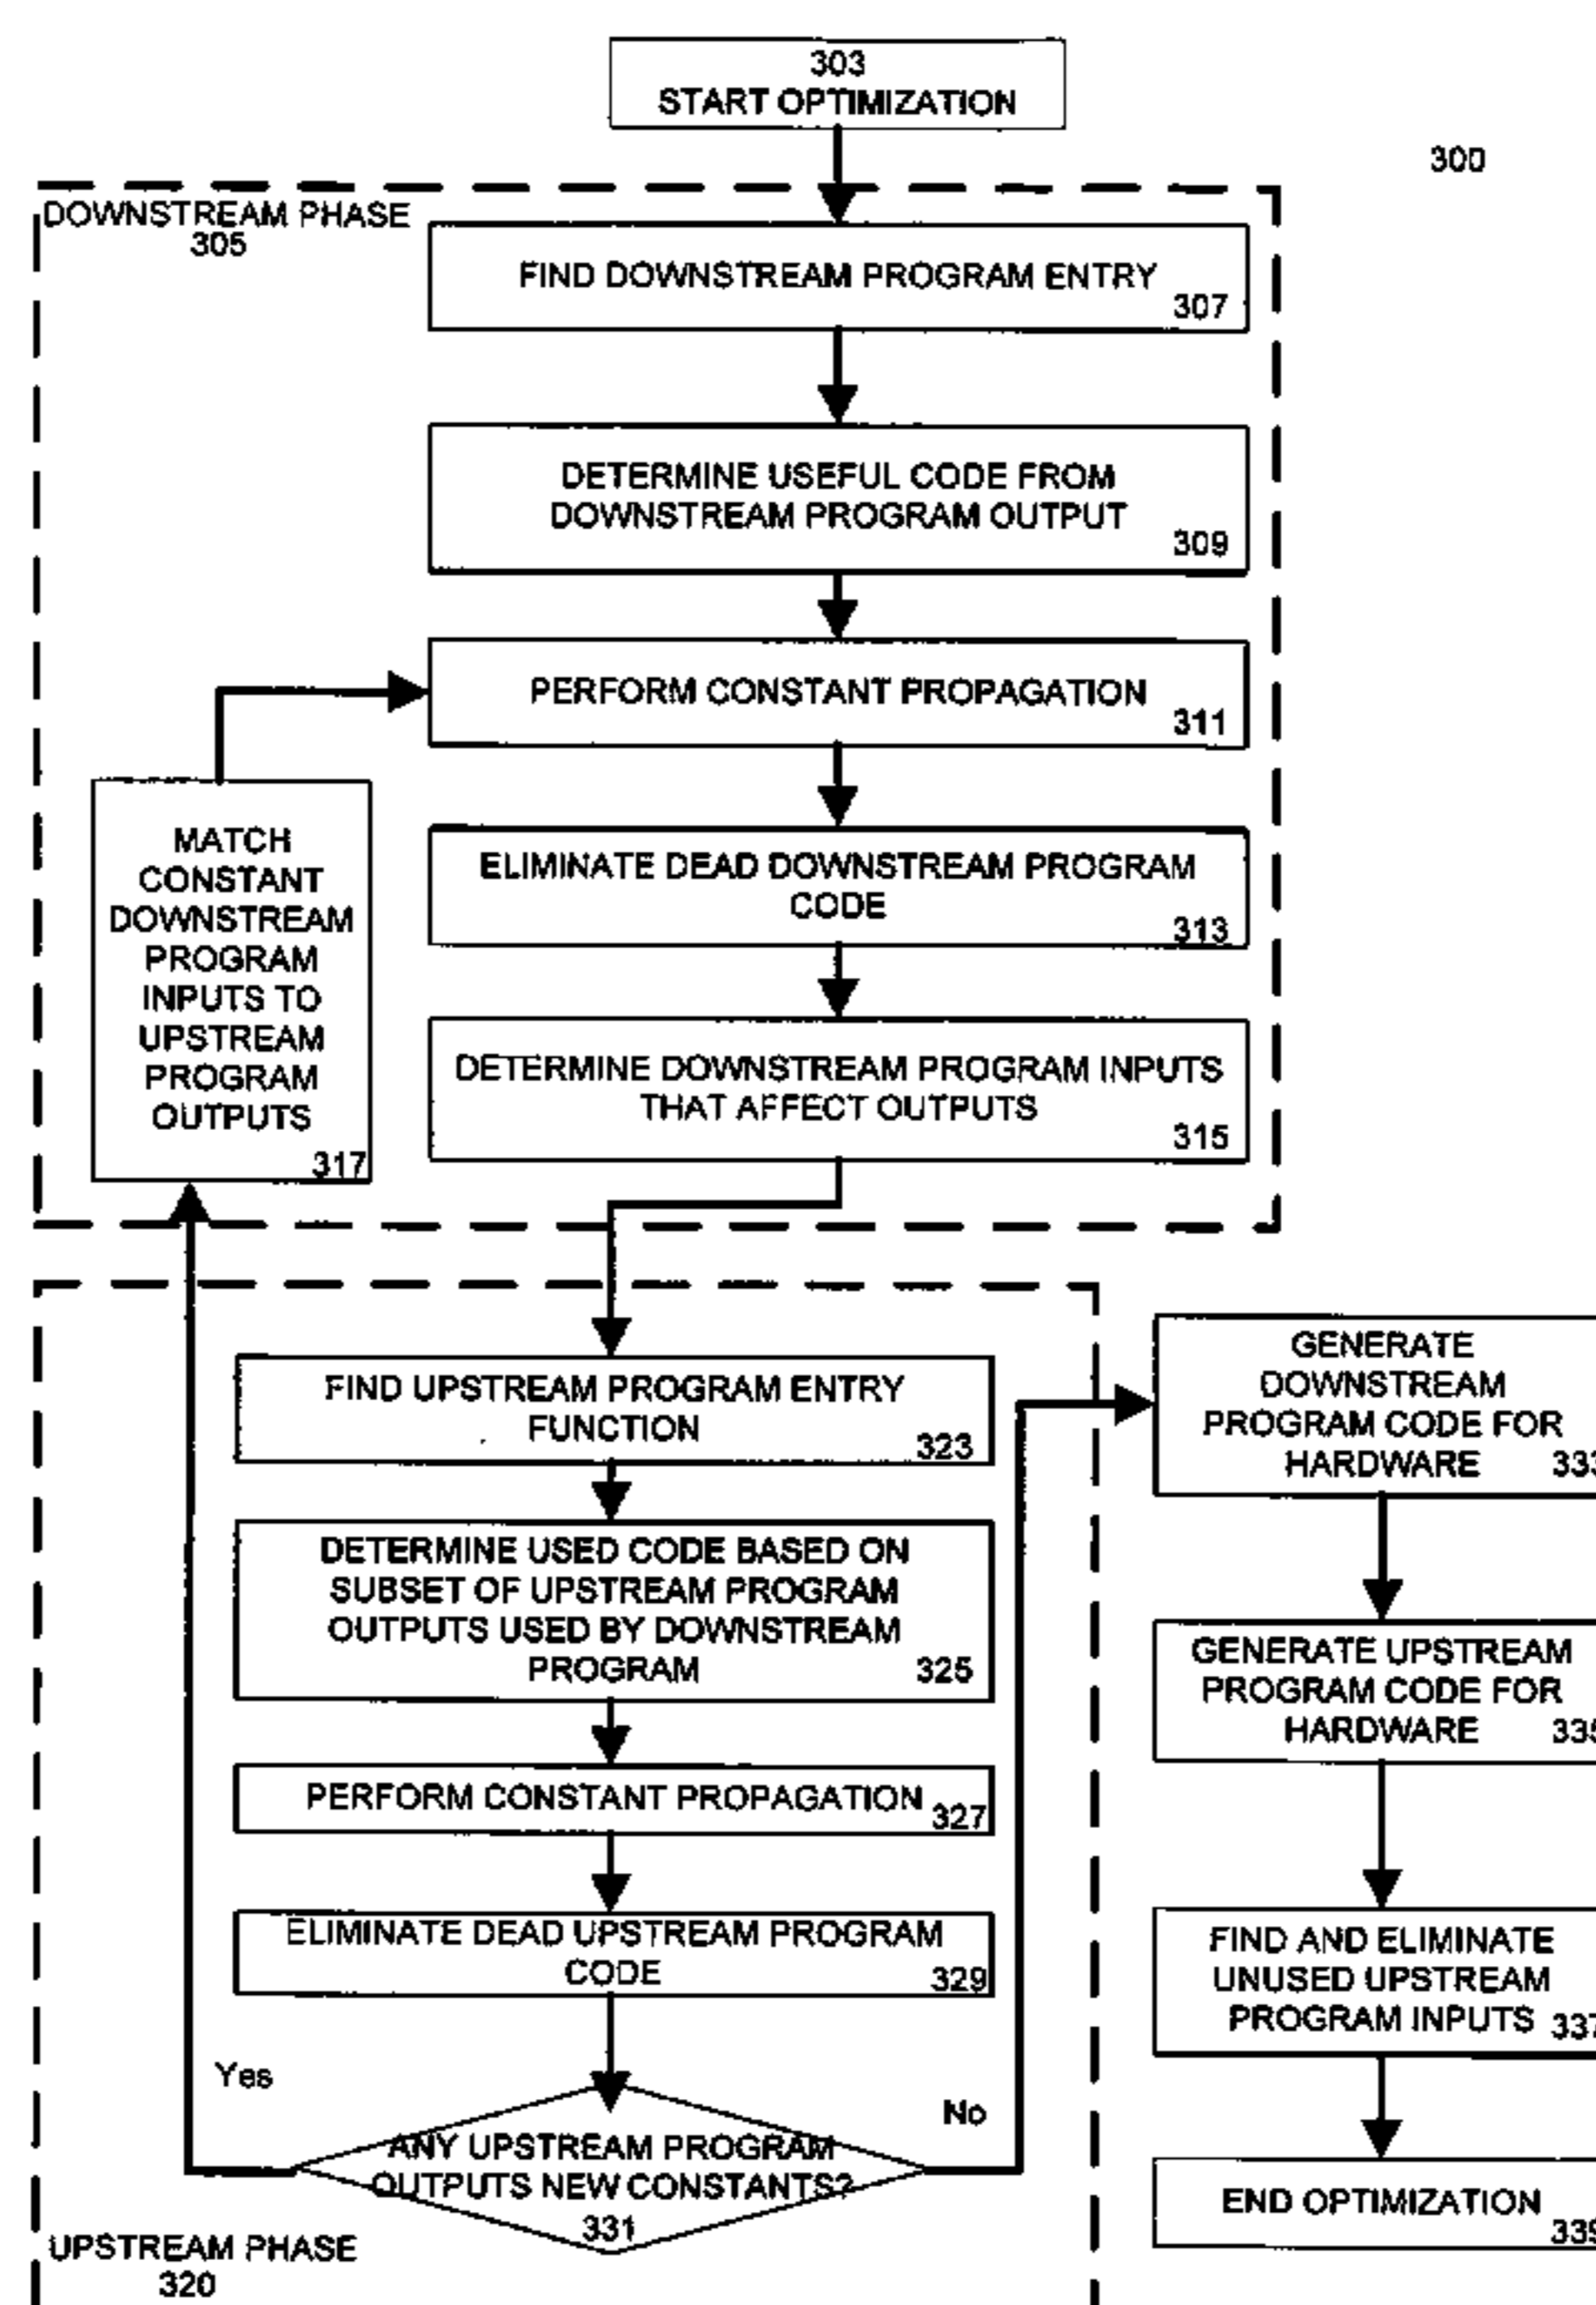 303
START OPTIMIZATION
300
DOWNSTREAM PHASE
305
FIND DOWNSTREAM PROGRAM ENTRY
307
DETERMINE USEFUL CODE FROM
DOWNSTREAM PROGRAM OUTPUT
309
PERFORM CONSTANT PROPAGATION
311
MATCH
CONSTANT
DOWNSTREAM
PROGRAM
INPUTS TO
UPSTREAM
PROGRAM
OUTPUTS
317
ELIMINATE DEAD DOWNSTREAM PROGRAM
CODE
313
DETERMINE DOWNSTREAM PROGRAM INPUTS
THAT AFFECT OUTPUTS
315
FIND UPSTREAM PROGRAM ENTRY
FUNCTION
323
DETERMINE USED CODE BASED ON
SUBSET OF UPSTREAM PROGRAM
OUTPUTS USED BY DOWNSTREAM
PROGRAM
325
PERFORM CONSTANT PROPAGATION
327
ELIMINATE DEAD UPSTREAM PROGRAM
CODE
329
Yes
No
ANY UPSTREAM PROGRAM
OUTPUTS NEW CONSTANTS?
331
UPSTREAM PHASE
320
GENERATE
DOWNSTREAM
PROGRAM CODE FOR
HARDWARE
333
GENERATE UPSTREAM
PROGRAM CODE FOR
HARDWARE
335
FIND AND ELIMINATE
UNUSED UPSTREAM
PROGRAM INPUTS
337
END OPTIMIZATION
339